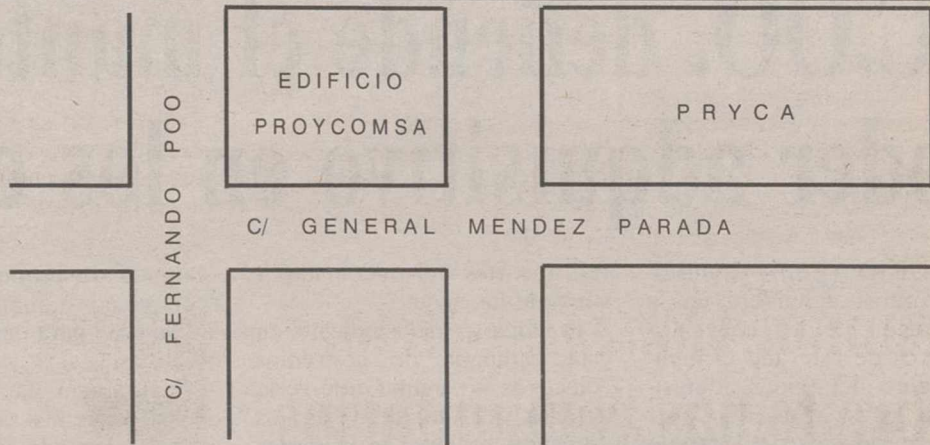 EDIFICIO
PROYCOMSA
PRYCA
C/ FERNANDO POO
C/ GENERAL MENDEZ PARADA